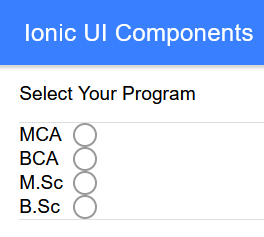 Ionic UI Components
Select Your Program
MCA
BCA
M.Sc
B.Sc